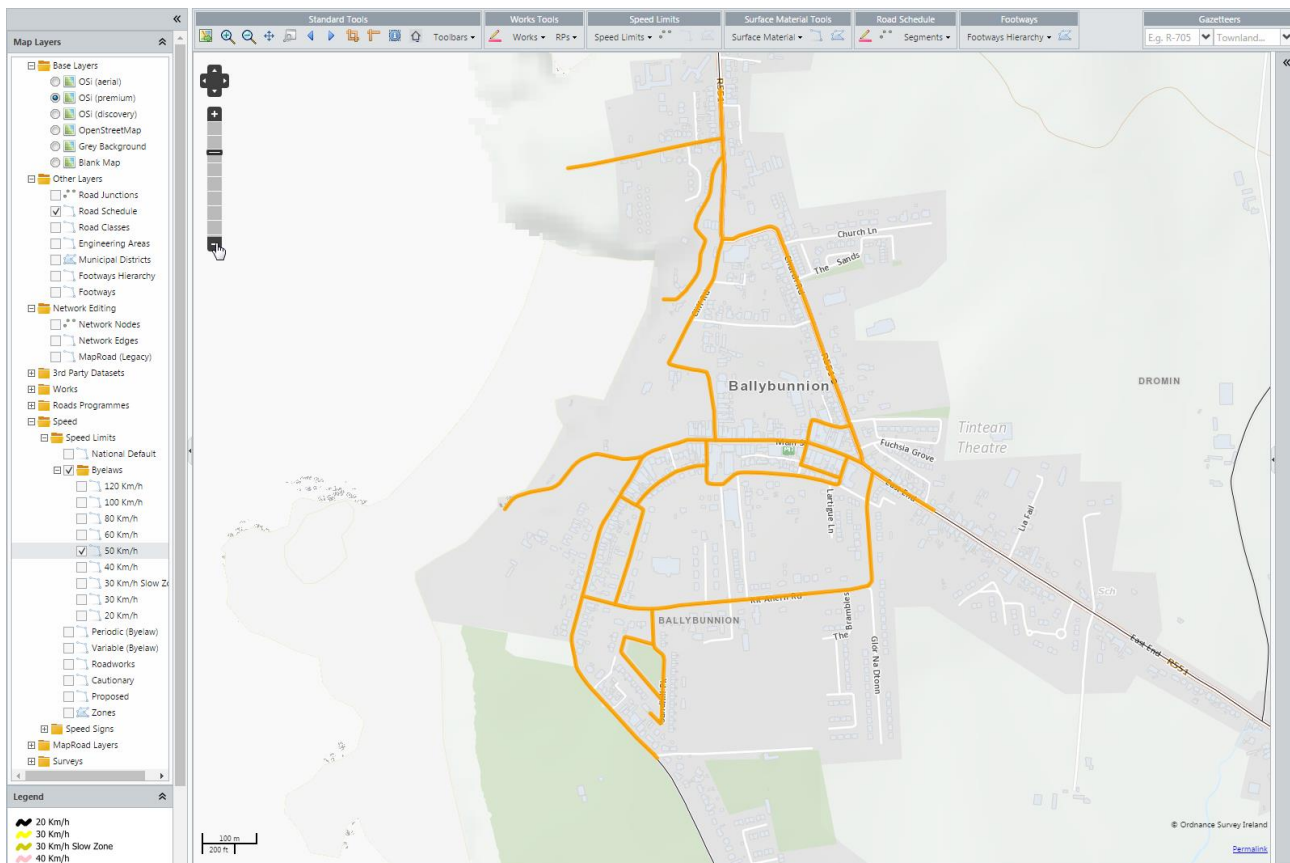 Standard Tools
Works Tools
Speed Limits
Surface Material Tools
Road Schedule
Footways
Gazetteers
Toolbars
Works
RPs
Speed Limits
Surface Material
Segments
Footways Hierarchy
E.g. R-705
Townland...
Map Layers
Base Layers
OSi (aerial)
OSi (premium)
OSi (discovery)
OpenStreetMap
Grey Background
Blank Map
Other Layers
Road Junctions
Road Schedule
Road Classes
Engineering Areas
Municipal Districts
Footways Hierarchy
Footways
Network Editing
Network Nodes
Network Edges
MapRoad (Legacy)
3rd Party Datasets
Works
Roads Programmes
Speed
Speed Limits
National Default
Byelaws
120 Km/h
100 Km/h
80 Km/h
60 Km/h
50 Km/h
40 Km/h
30 Km/h Slow Zo
30 Km/h
20 Km/h
Periodic (Byelaw)
Variable (Byelaw)
Roadworks
Cautionary
Proposed
Zones
Speed Signs
MapRoad Layers
Surveys
Legend
20 Km/h
30 Km/h
30 Km/h Slow Zone
40 Km/h
R551
Church Ln
The Sands
Church Rd
Cliff Rd
Ballybunnion
DROMIN
Tintean
Theatre
Fuchsia Grove
East End
Lartigue Ln
Lia Fail
Sch
BALLYBUNNION
The Brambles
Glor Na Dtonn
East End
R551
100 m
200 ft
© Ordnance Survey Ireland
Permalink